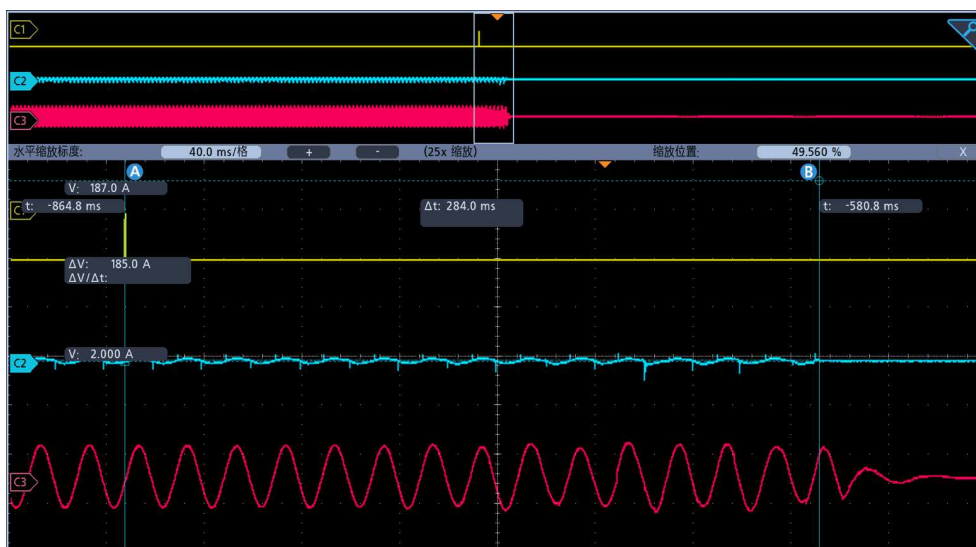 C1
C2
C3
水平缩放标度: 40.0 ms/格 + - (25x 缩放) 缩放位置: 49.560 % X
A B
V: 187.0 A
t: -864.8 ms Δt: 284.0 ms t: -580.8 ms
ΔV: 185.0 A
ΔV/Δt:
V: 2.000 A
C2
C3